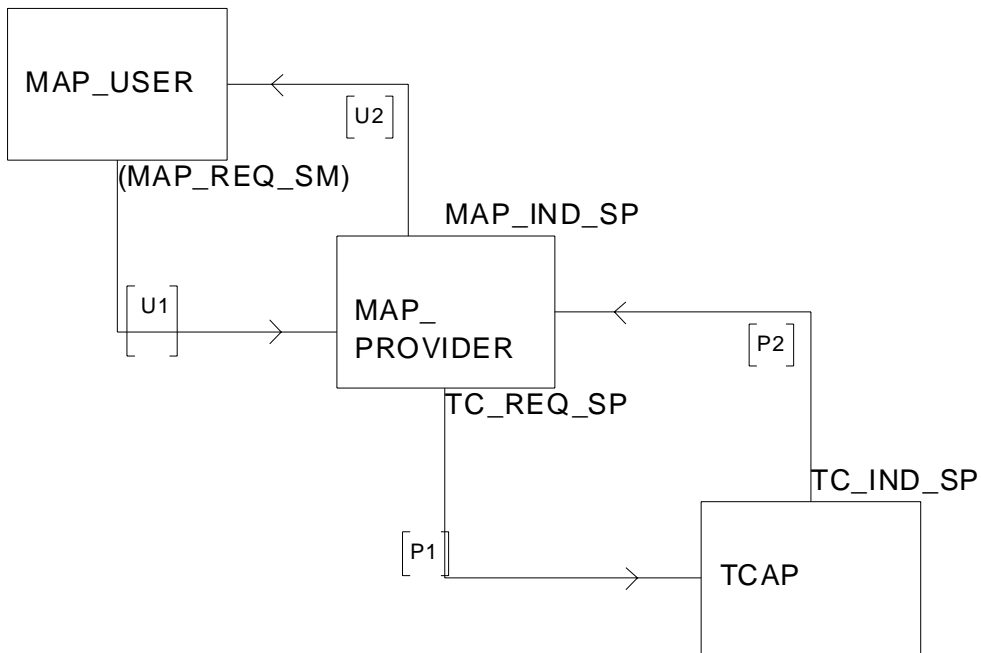 MAP_USER
[U2]
(MAP_REQ_SM)
MAP_IND_SP
[U1]
MAP_
PROVIDER
[P2]
TC_REQ_SP
TC_IND_SP
[P1]
TCAP